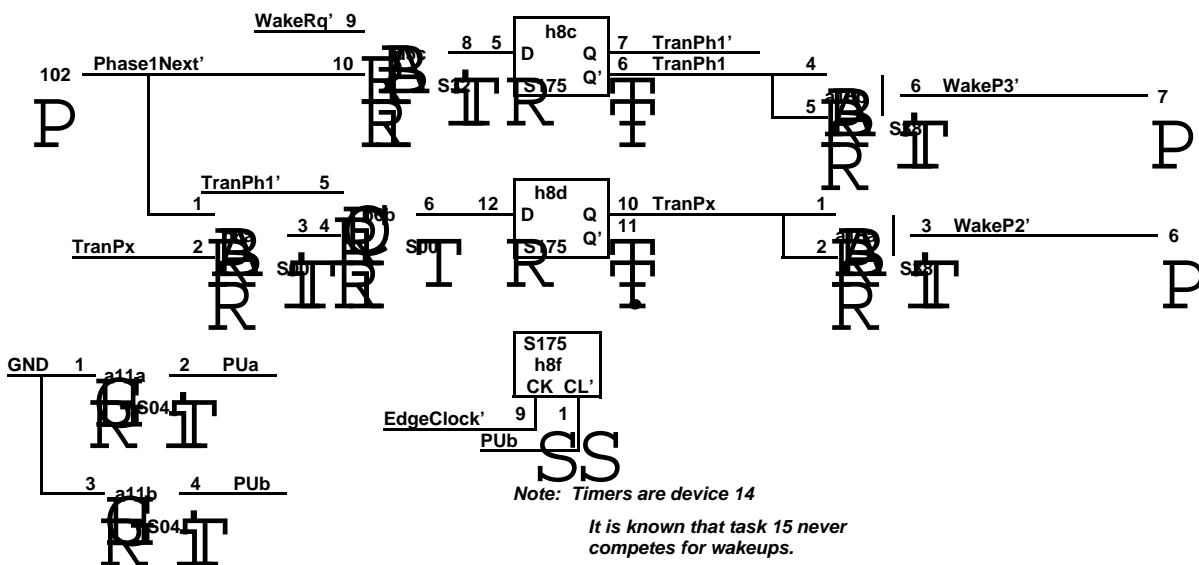 WakeRq' 9
h8c
8 5 D Q 7 TranPh1'
102 Phase1Next' 10 Q' 6 TranPh1 4
S175
6 WakeP3' 7
5
P R T R T R T P
TranPh1' 5
h8d
1 6 12 D Q 10 TranPx 1
3 4 Q' 11 3 WakeP2' 6
TranPx 2 S175 2
R T R T R T R T P
S175
h8f
GND 1 a11a 2 PUa
CK CL'
S04
9 1
EdgeClock'
PUb
SS
3 a11b 4 PUb
S04
Note: Timers are device 14
It is known that task 15 never
competes for wakeups.